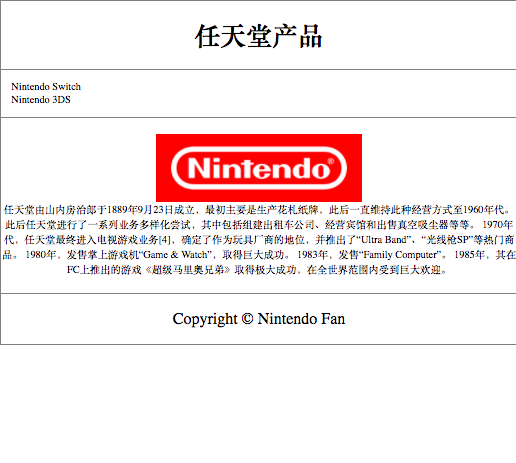 任天堂产品
Nintendo Switch
Nintendo 3DS
Nintendo®
任天堂由山内房治郎于1889年9月23日成立，最初主要是生产花札纸牌，此后一直维持此种经营方式至1960年代。
此后任天堂进行了一系列业务多样化尝试，其中包括组建出租车公司、经营宾馆和出售真空吸尘器等等。 1970年
代，任天堂最终进入电视游戏业务[4]，确定了作为玩具厂商的地位，并推出了“Ultra Band”、“光线枪SP”等热门商
品。 1980年，发售掌上游戏机“Game & Watch”，取得巨大成功。 1983年，发售“Family Computer”。 1985年，其在
FC上推出的游戏《超级马里奥兄弟》取得极大成功，在全世界范围内受到巨大欢迎。
Copyright © Nintendo Fan